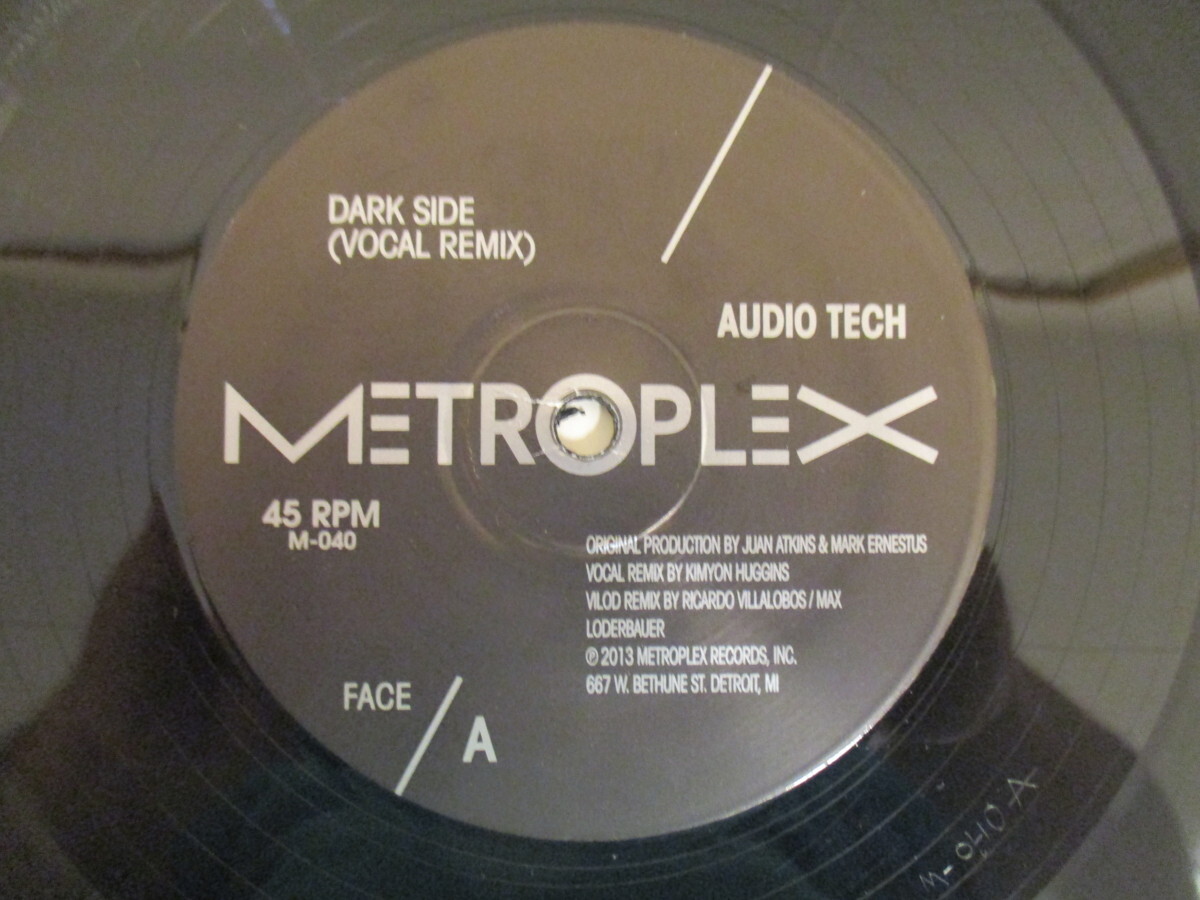 DARK SIDE
(VOCAL REMIX)
AUDIO TECH
METROPLEX
45 RPM
M-040
ORIGINAL PRODUCTION BY JUAN ATKINS & MARK ERNESTUS
VOCAL REMIX BY KIMYON HUGGINS
VILOD REMIX BY RICARDO VILLALOBOS / MAX
LODERBAUER
℗ 2013 METROPLEX RECORDS, INC.
667 W. BETHUNE ST. DETROIT, MI
FACE / A
M-040 A